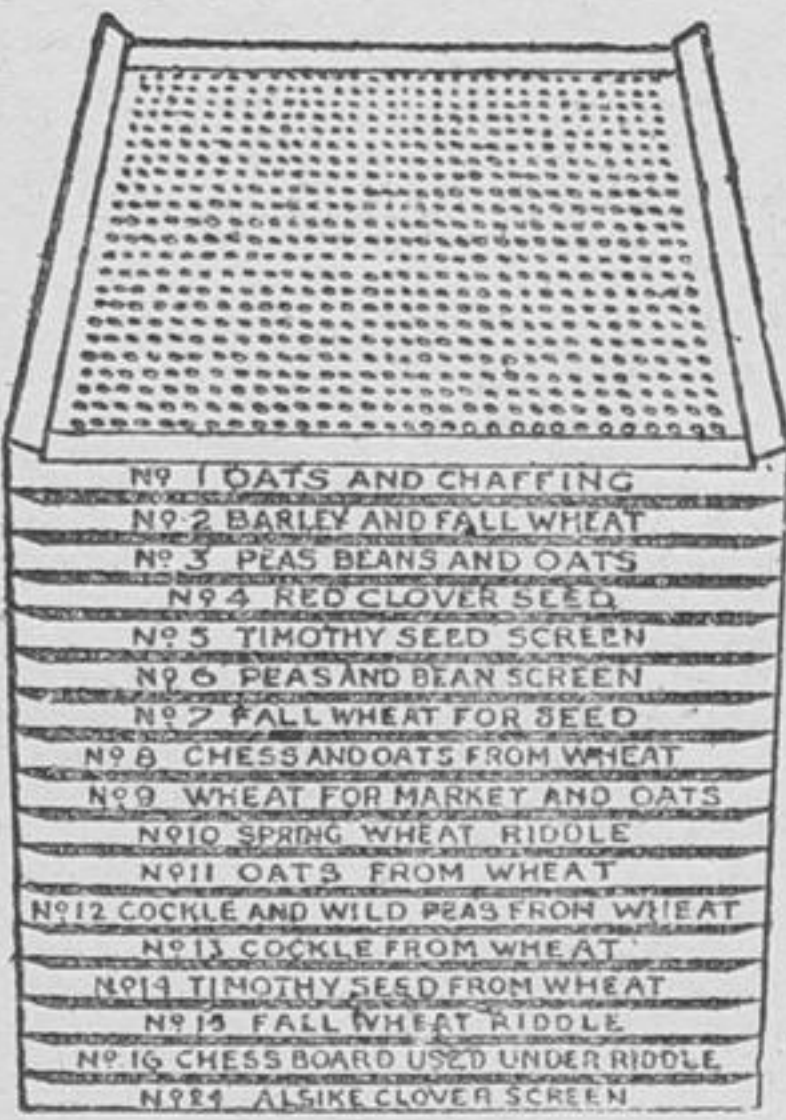 Nº 1 OATS AND CHAFFING
Nº 2 BARLEY AND FALL WHEAT
Nº 3 PEAS BEANS AND OATS
Nº 4 RED CLOVER SEED
Nº 5 TIMOTHY SEED SCREEN
Nº 6 PEAS AND BEAN SCREEN
Nº 7 FALL WHEAT FOR SEED
Nº 8 CHESS AND OATS FROM WHEAT
Nº 9 WHEAT FOR MARKET AND OATS
Nº 10 SPRING WHEAT RIDDLE
Nº 11 OATS FROM WHEAT
Nº 12 COCKLE AND WILD PEAS FROM WHEAT
Nº 13 COCKLE FROM WHEAT
Nº 14 TIMOTHY SEED FROM WHEAT
Nº 15 FALL WHEAT RIDDLE
Nº 16 CHESS BOARD USED UNDER RIDDLE
Nº 24 ALSIKE CLOVER SCREEN